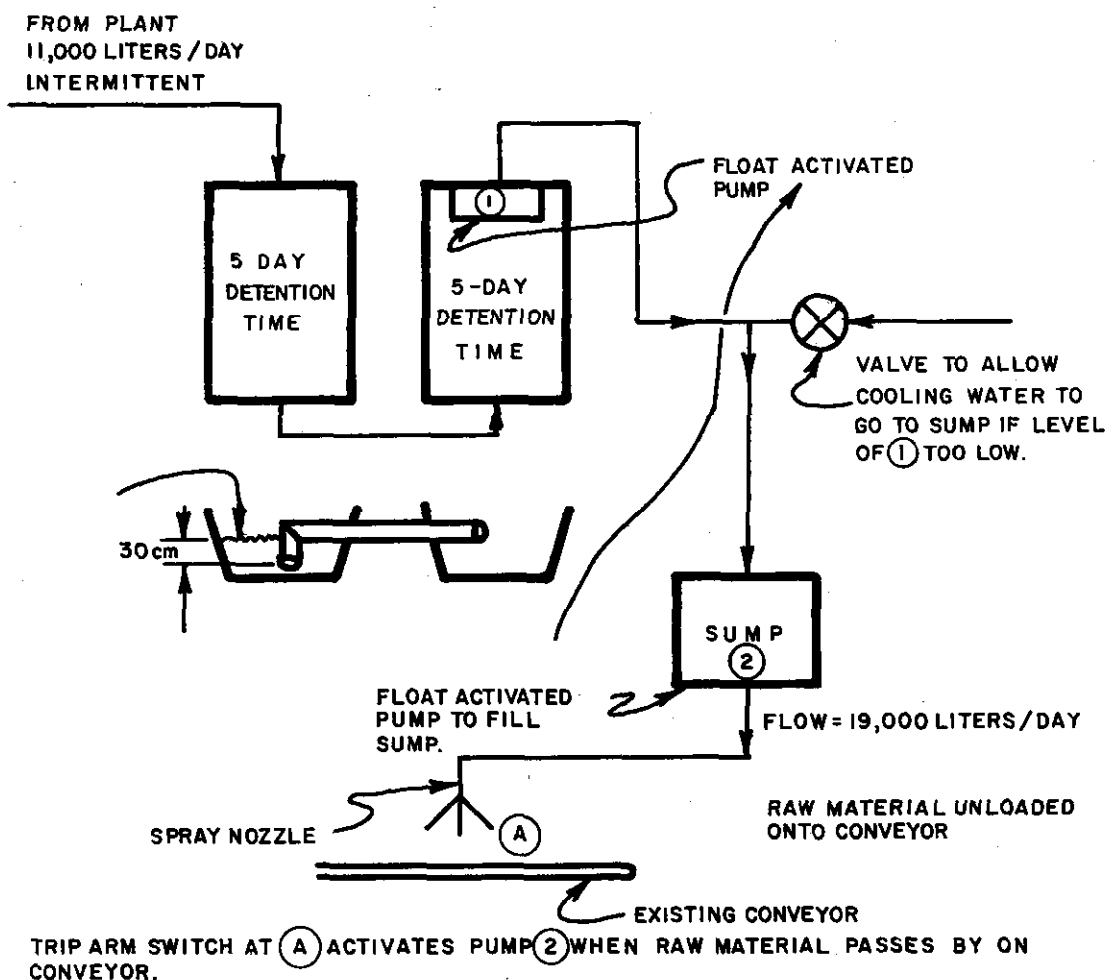 FROM PLANT
11,000 LITERS / DAY
INTERMITTENT
FLOAT ACTIVATED
PUMP
1
5 DAY
DETENTION
TIME
5-DAY
DETENTION
TIME
VALVE TO ALLOW
COOLING WATER TO
GO TO SUMP IF LEVEL
OF 1 TOO LOW.
30cm
SUMP
2
FLOAT ACTIVATED
PUMP TO FILL
SUMP.
FLOW = 19,000 LITERS/DAY
SPRAY NOZZLE
A
RAW MATERIAL UNLOADED
ONTO CONVEYOR
EXISTING CONVEYOR
TRIP ARM SWITCH AT A ACTIVATES PUMP 2 WHEN RAW MATERIAL PASSES BY ON
CONVEYOR.